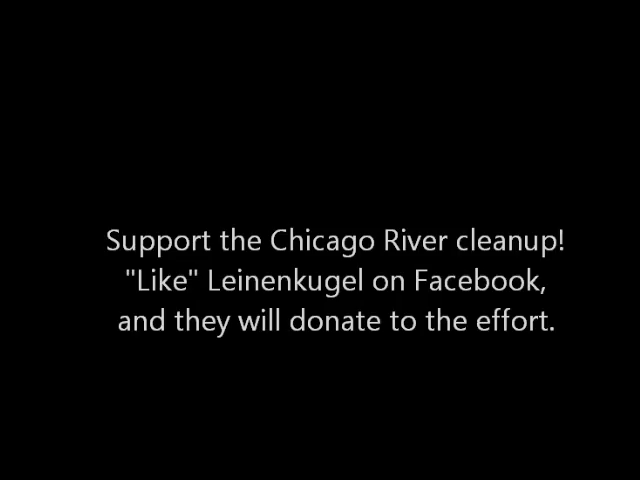 Support the Chicago River cleanup!
"Like" Leinenkugel on Facebook,
and they will donate to the effort.